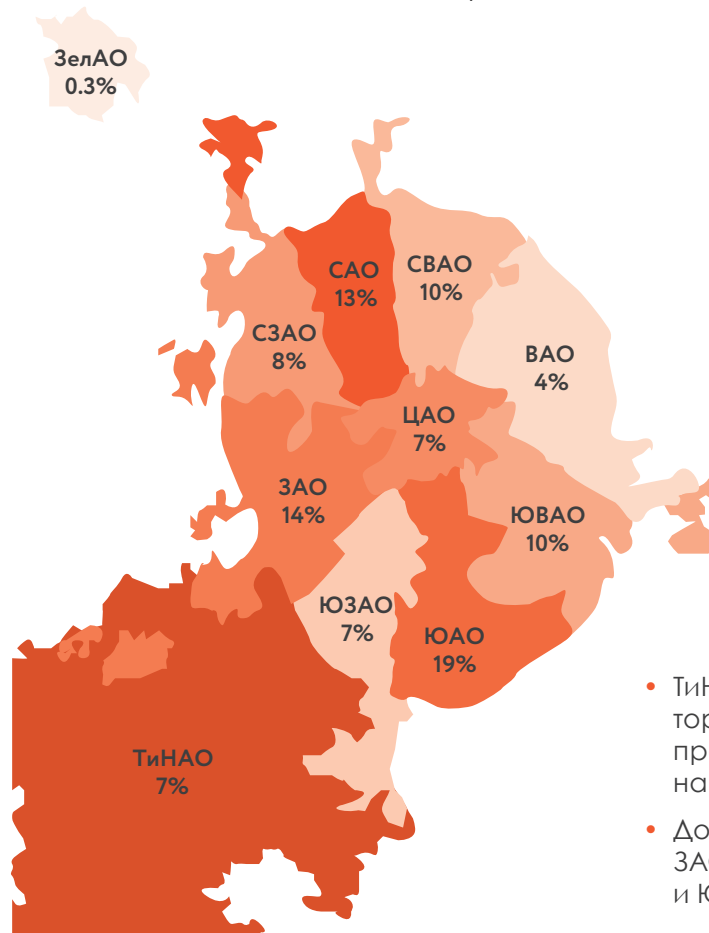 ЗелАО
0.3%
САО
13%
СВАО
10%
СЗАО
8%
ВАО
4%
ЦАО
7%
ЗАО
14%
ЮВАО
10%
ЮЗАО
7%
ЮАО
19%
ТиНАО
7%